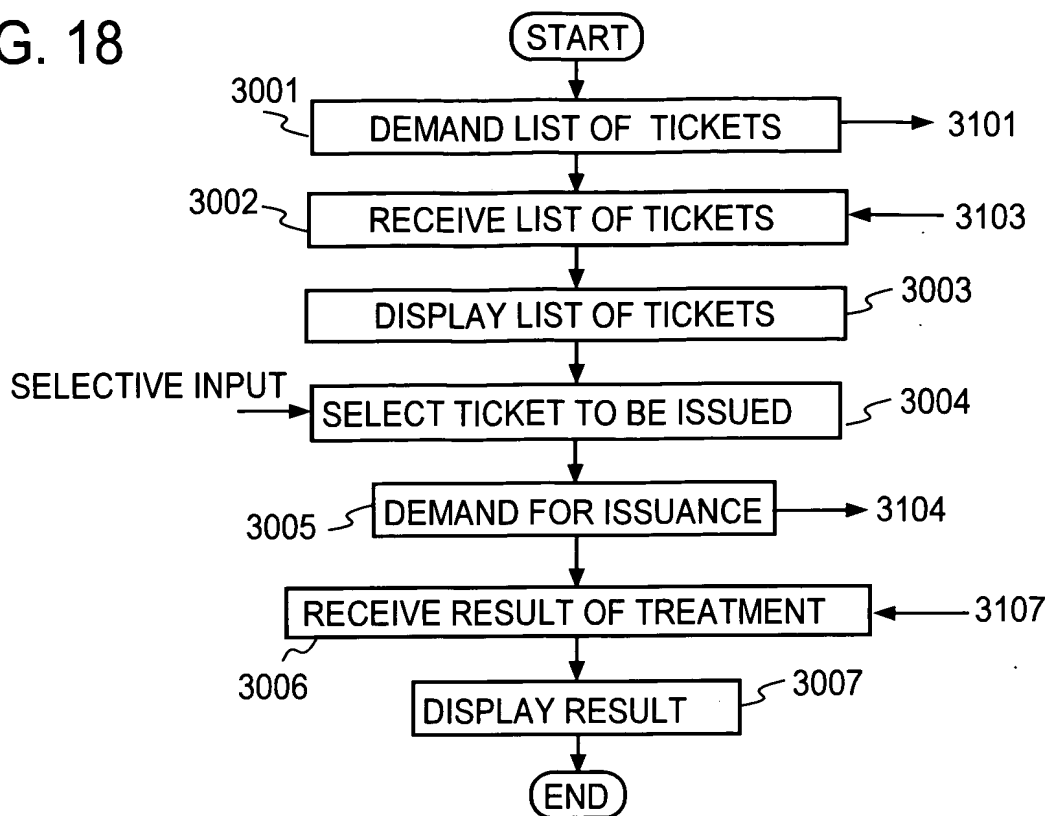 G. 18
START
3001
DEMAND LIST OF TICKETS
3101
3002
RECEIVE LIST OF TICKETS
3103
DISPLAY LIST OF TICKETS
3003
SELECTIVE INPUT
SELECT TICKET TO BE ISSUED
3004
3005
DEMAND FOR ISSUANCE
3104
RECEIVE RESULT OF TREATMENT
3107
3006
DISPLAY RESULT
3007
END